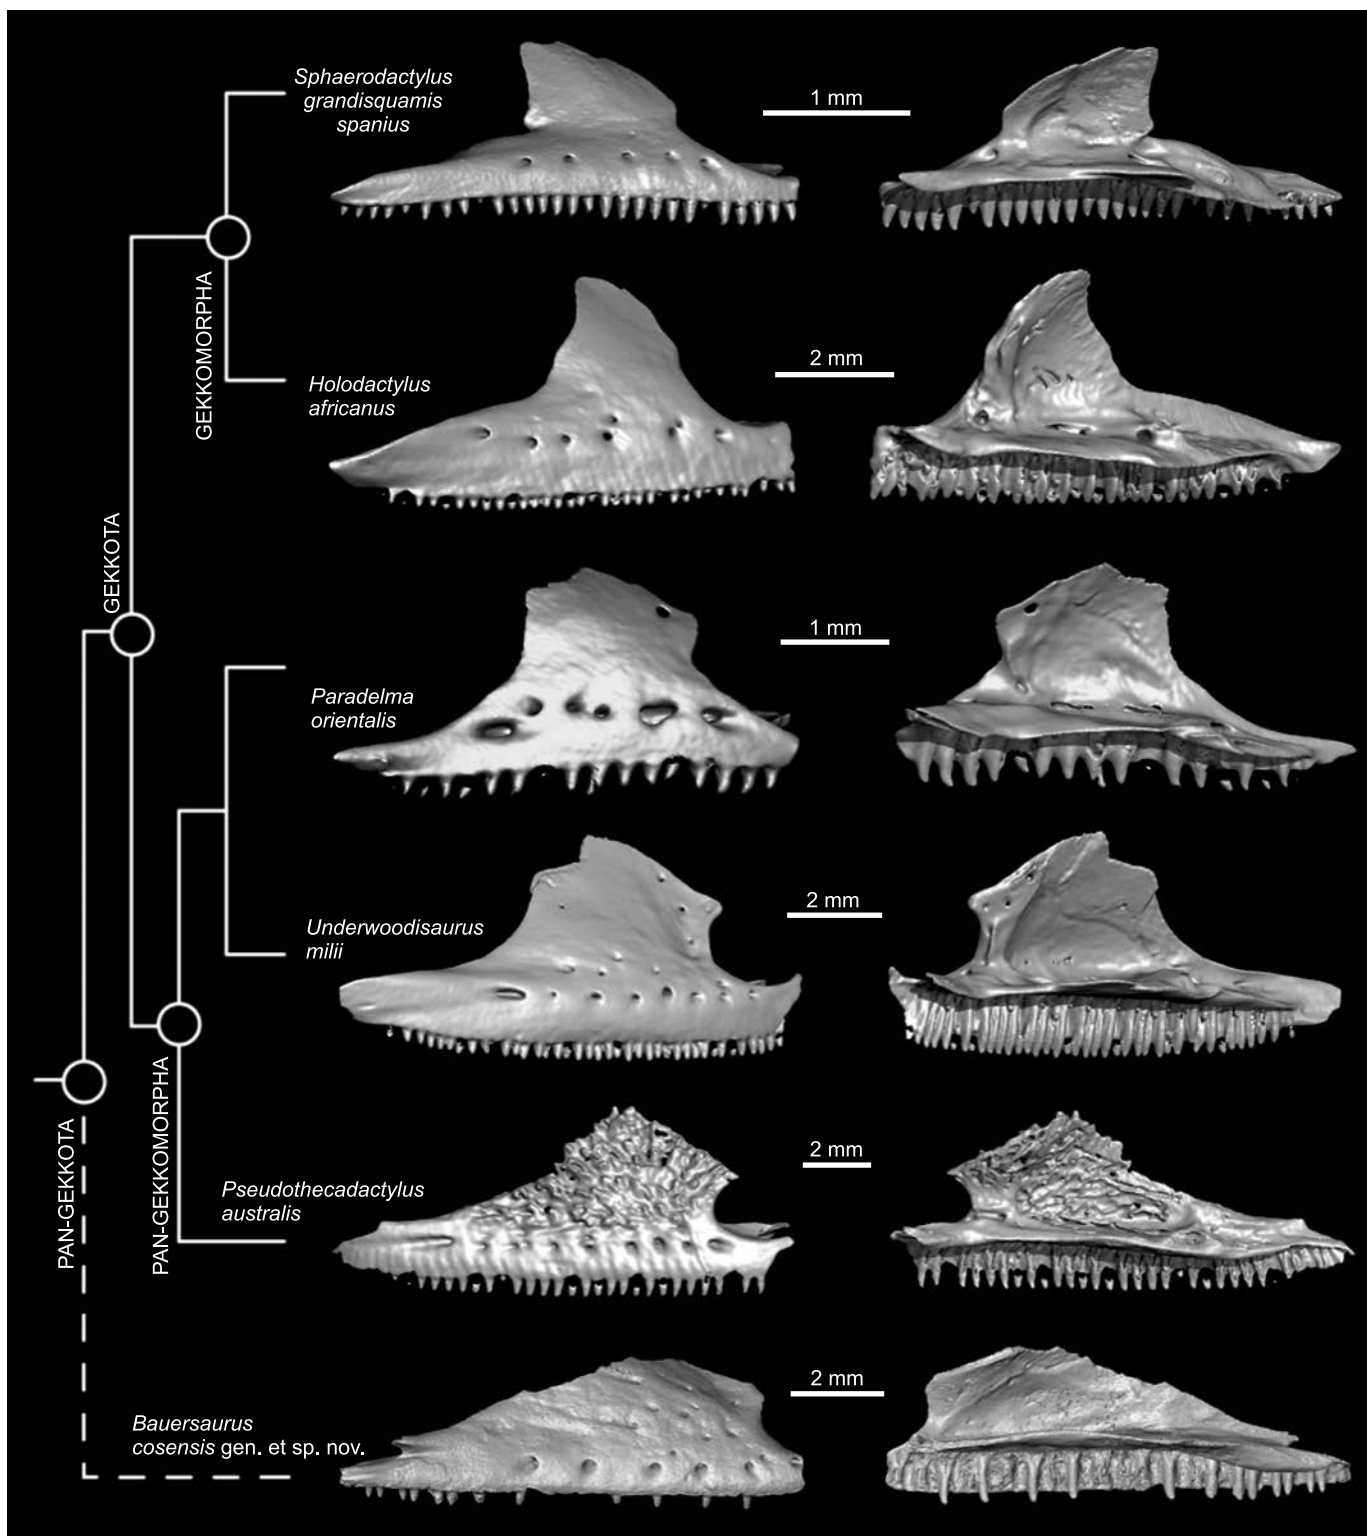 Sphaerodactylus
grandisquamis
spanius
1 mm
GEKKOMORPHA
Holodactylus
africanus
2 mm
GEKKOTA
Paradelma
orientalis
1 mm
Underwoodisaurus
milii
2 mm
PAN-GEKKOTA
PAN-GEKKOMORPHA
Pseudothecadactylus
australis
2 mm
Bauersaurus
cosensis gen. et sp. nov.
2 mm